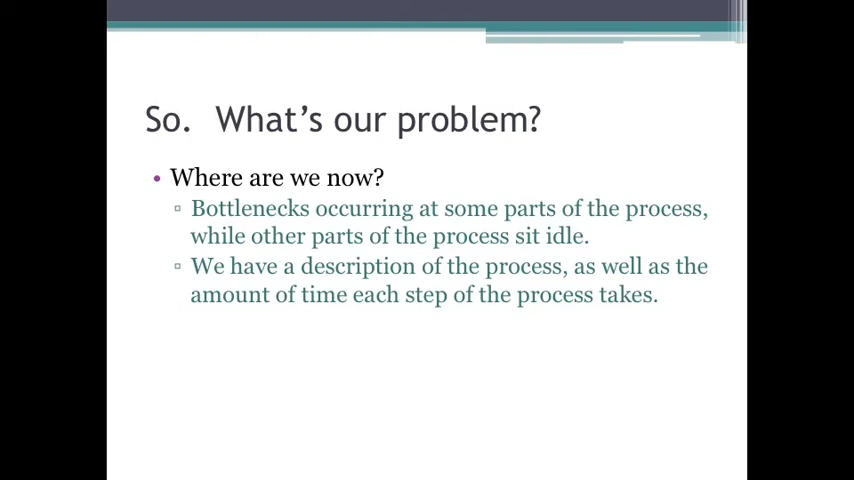 So.  What's our problem?
• Where are we now?
▫ Bottlenecks occurring at some parts of the process,
while other parts of the process sit idle.
▫ We have a description of the process, as well as the
amount of time each step of the process takes.